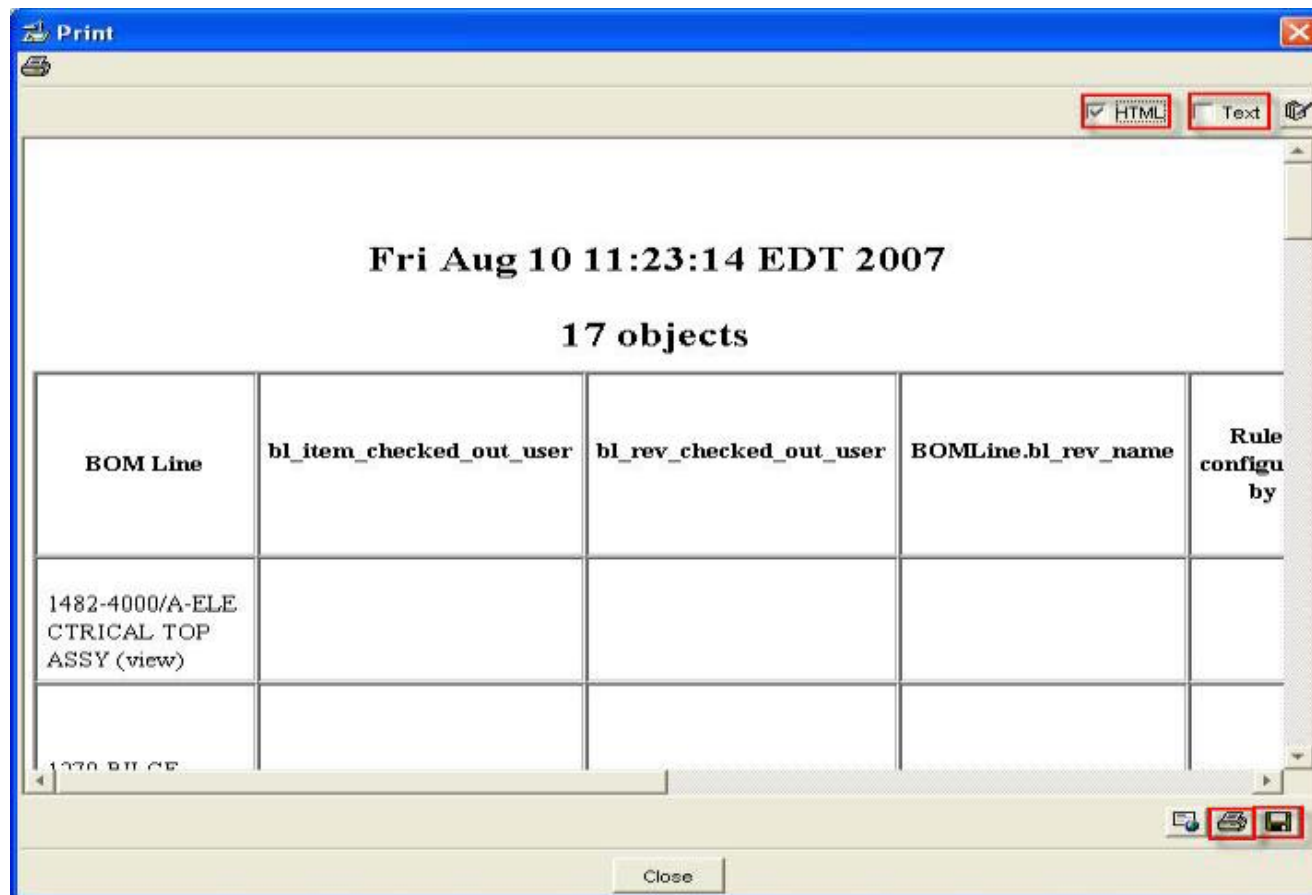 Print
HTML
Text
Fri Aug 10 11:23:14 EDT 2007
17 objects
BOM Line
bl_item_checked_out_user
bl_rev_checked_out_user
BOMLine.bl_rev_name
Rule
configu
by
1482-4000/A-ELE
CTRICAL TOP
ASSY (view)
Close